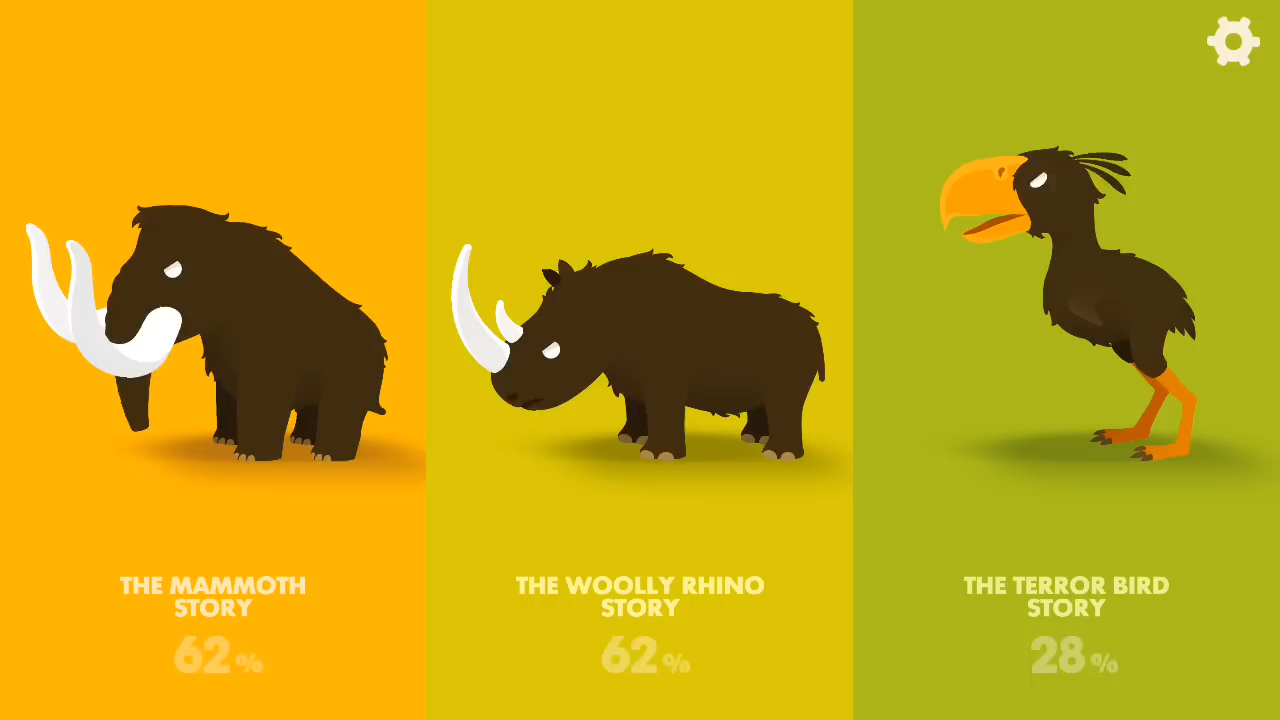 THE MAMMOTH
STORY
62%
THE WOOLLY RHINO
STORY
62%
THE TERROR BIRD
STORY
28%